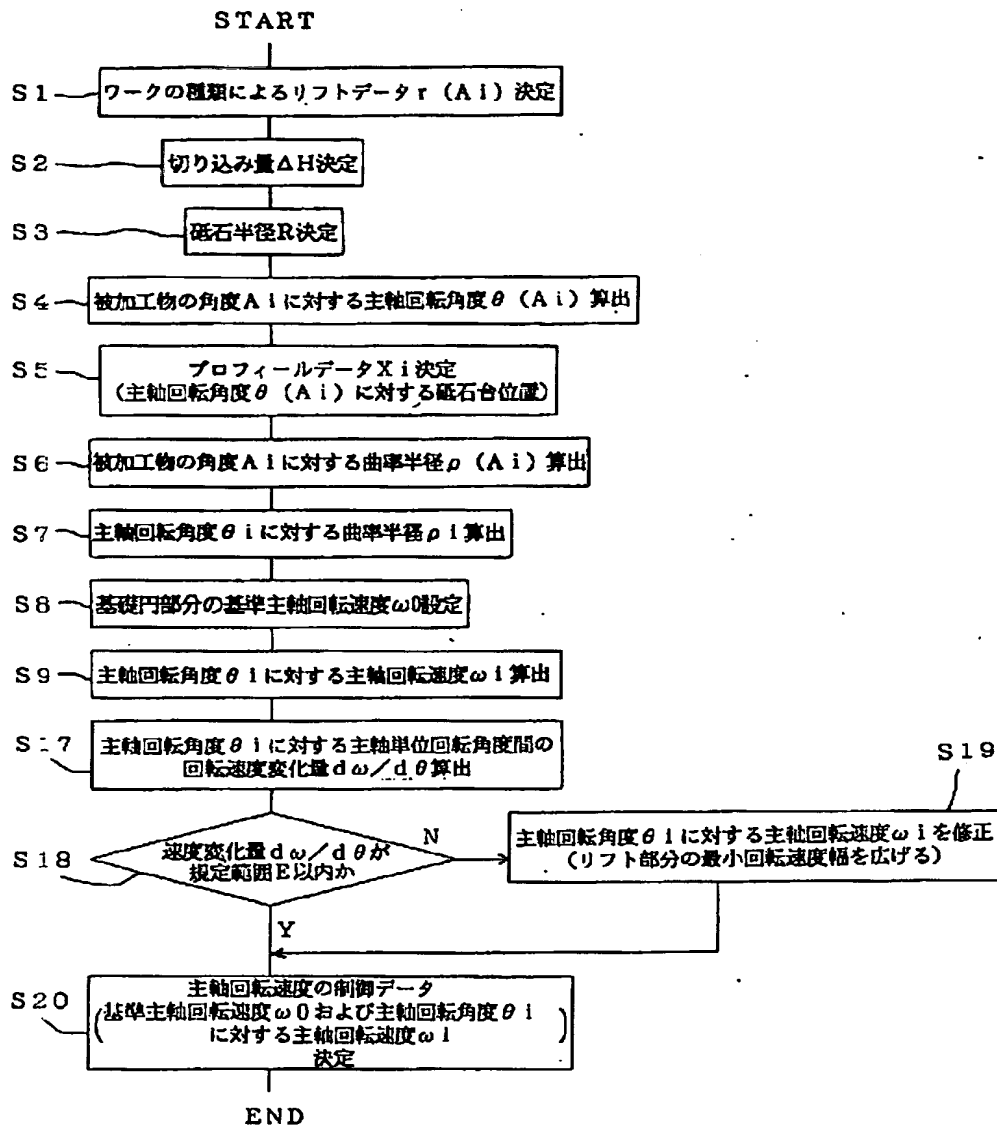 START
S1 ワークの種類によるリフトデータr(Ai)決定
S2 切り込み量ΔH決定
S3 砥石半径R決定
S4 被加工物の角度Aiに対する主軸回転角度θ(Ai)算出
S5 プロフィールデータXi決定
(主軸回転角度θ(Ai)に対する砥石台位置)
S6 被加工物の角度Aiに対する曲率半径ρ(Ai)算出
S7 主軸回転角度θiに対する曲率半径ρi算出
S8 基礎円部分の基準主軸回転速度ω0設定
S9 主軸回転角度θiに対する主軸回転速度ωi算出
S17 主軸回転角度θiに対する主軸単位回転角度間の
回転速度変化量dω/dθ算出
S18 速度変化量dω/dθが
規定範囲E以内か
N
Y
S19
主軸回転角度θiに対する主軸回転速度ωiを修正
(リフト部分の最小回転速度幅を広げる)
S20 主軸回転速度の制御データ
(基準主軸回転速度ω0および主軸回転角度θi
に対する主軸回転速度ωi)
決定
END